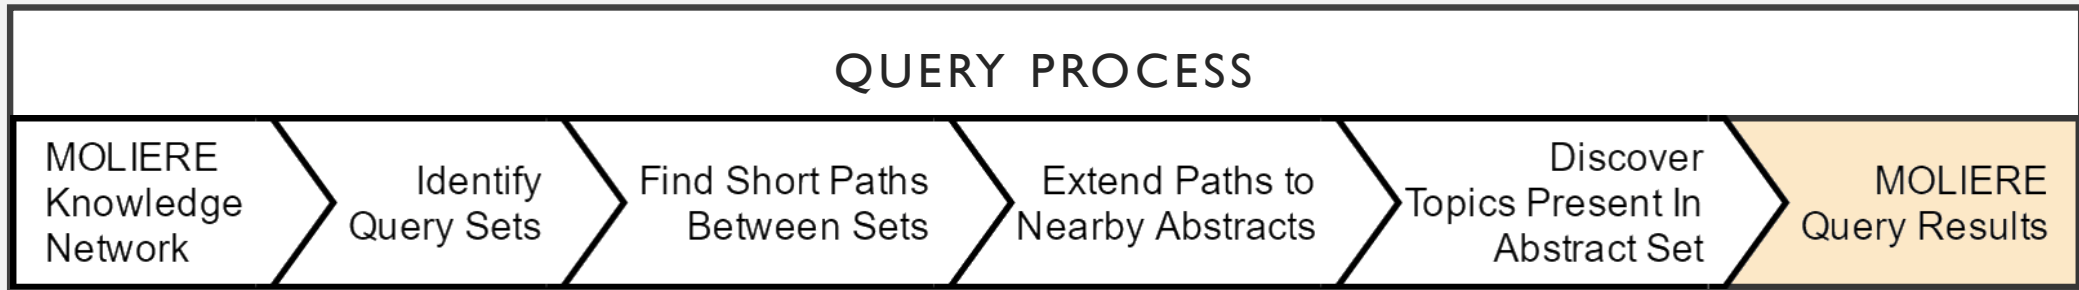 QUERY PROCESS
MOLIERE
Knowledge
Network
Identify
Query Sets
Find Short Paths
Between Sets
Extend Paths to
Nearby Abstracts
Discover
Topics Present In
Abstract Set
MOLIERE
Query Results